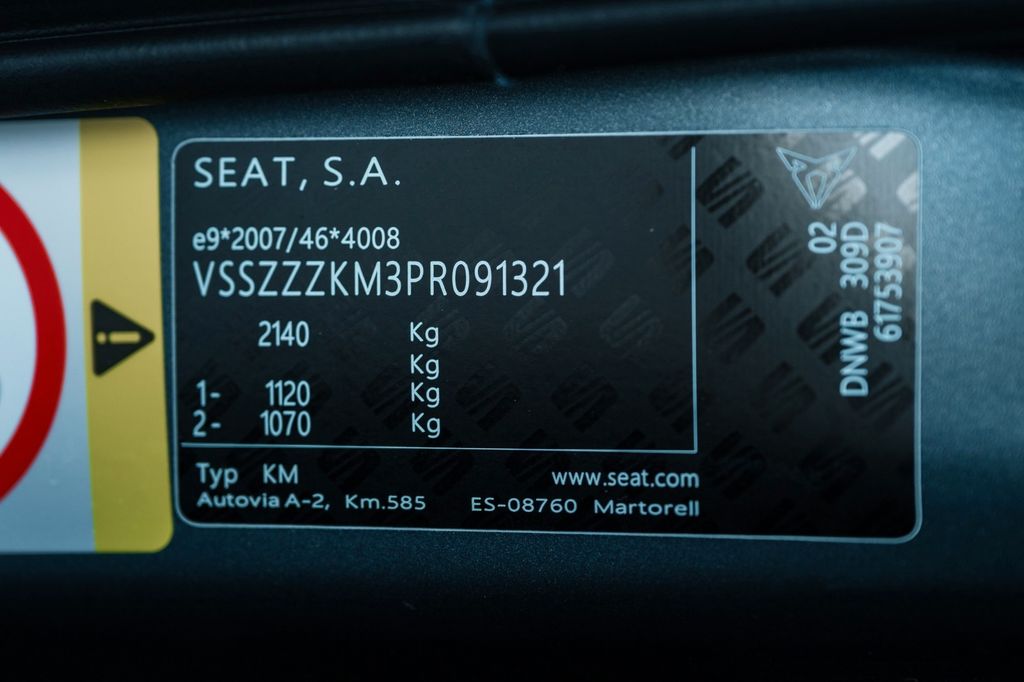 SEAT, S.A.
e9*2007/46*4008
VSSZZZKM3PR091321
2140 Kg
Kg
1- 1120 Kg
2- 1070 Kg
Typ KM www.seat.com
Autovia A-2, Km.585 ES-08760 Martorell
02
DNWB 309D
61753907